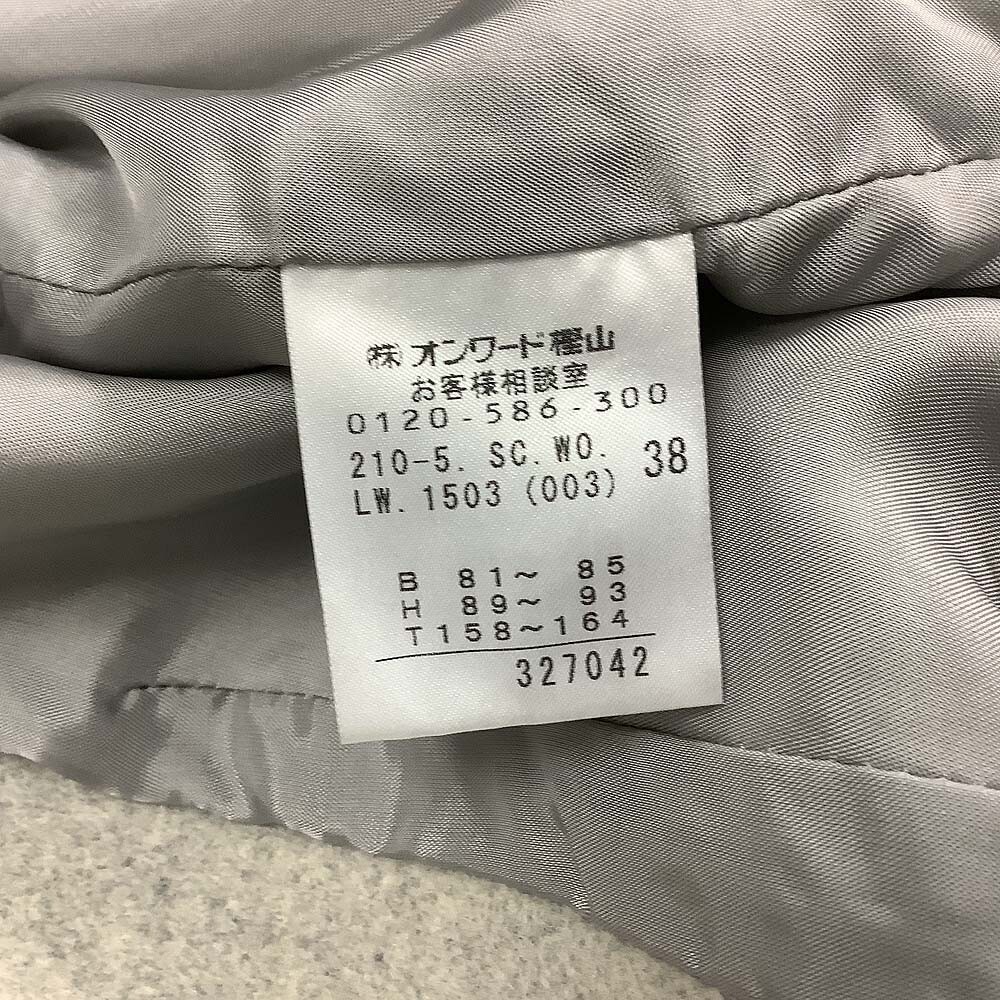 ㈱オンワード樫山
お客様相談室
0120-586-300
210-5. SC. WO. 38
LW. 1503 (003)
B 81～ 85
H 89～ 93
T 158～164
327042